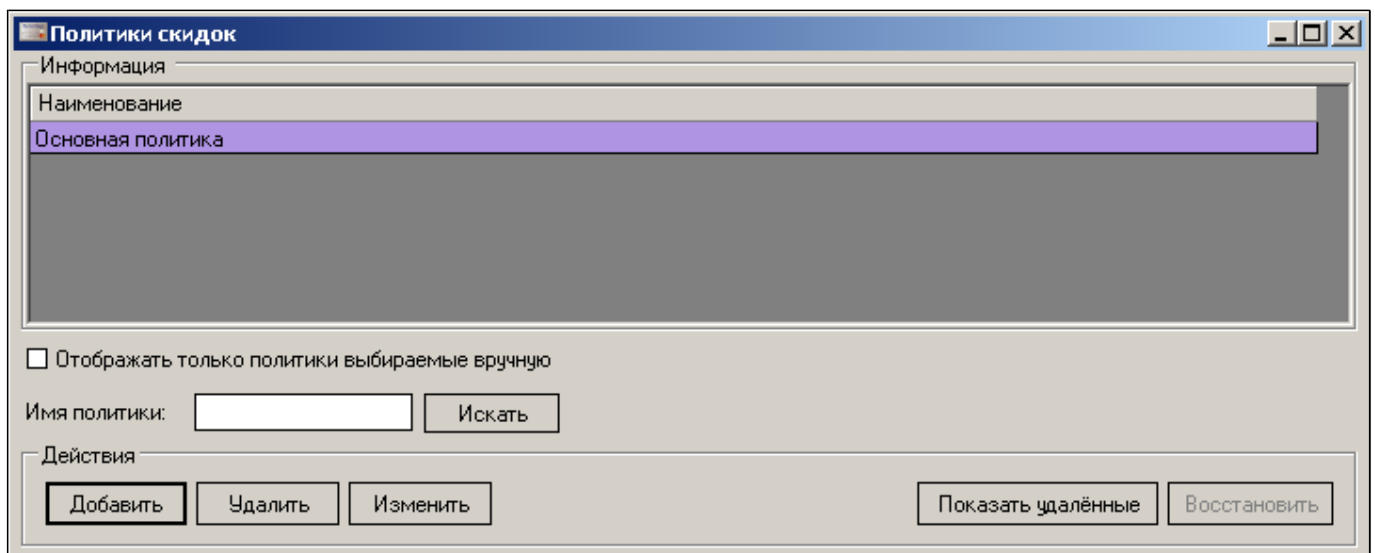 Политики скидок
Информация
Наименование
Основная политика
Отображать только политики выбираемые вручную
Имя политики: Искать
Действия
Добавить Удалить Изменить Показать удалённые Восстановить